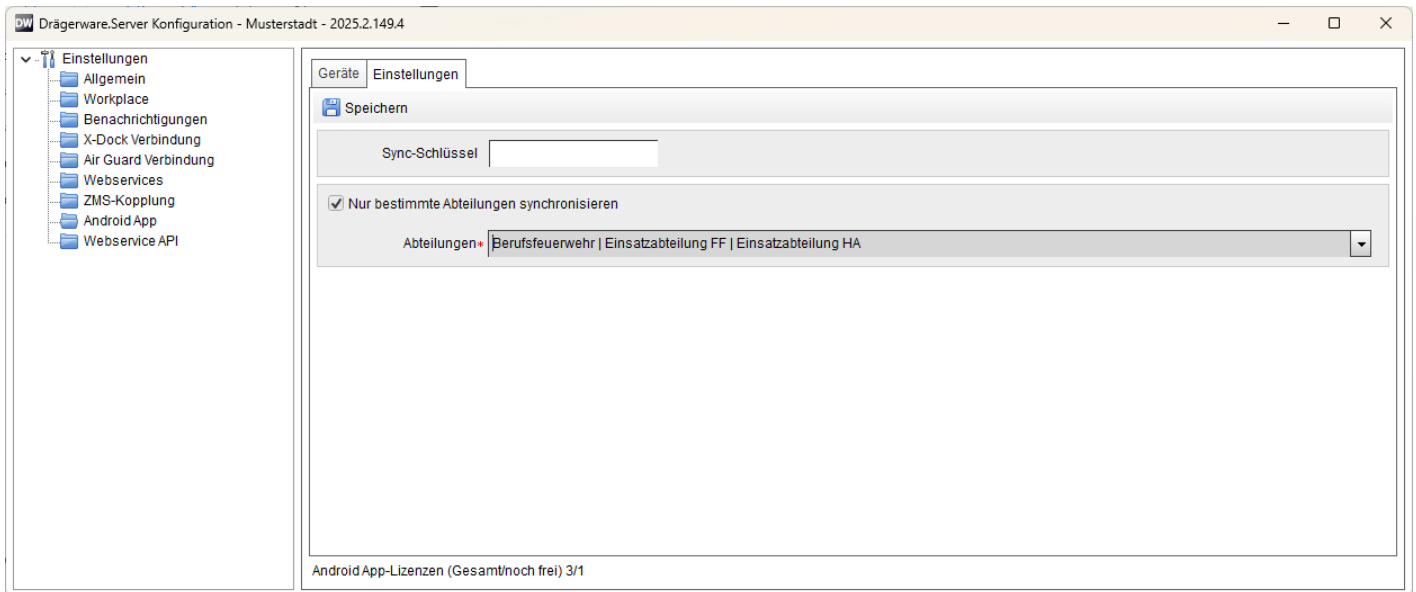 DW Drägerware.Server Konfiguration - Musterstadt - 2025.2.149.4
Einstellungen
Allgemein
Workplace
Benachrichtigungen
X-Dock Verbindung
Air Guard Verbindung
Webservices
ZMS-Kopplung
Android App
Webservice API
Geräte Einstellungen
Speichern
Sync-Schlüssel
Nur bestimmte Abteilungen synchronisieren
Abteilungen* Berufsfeuerwehr | Einsatzabteilung FF | Einsatzabteilung HA
Android App-Lizenzen (Gesamt/noch frei) 3/1